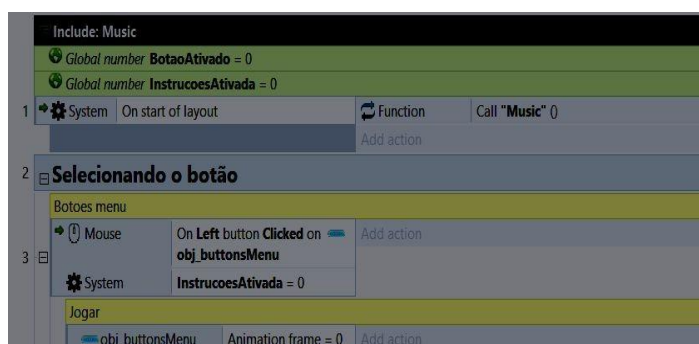 Include: Music
Global number BotaoAtivado = 0
Global number InstrucoesAtivada = 0
1 System On start of layout Function Call "Music" ()
Add action
2 Selecionando o botão
Botoes menu
Mouse On Left button Clicked on Add action
obj_buttonsMenu
3
System InstrucoesAtivada = 0
Jogar
obj_buttonsMenu Animation frame = 0 Add action